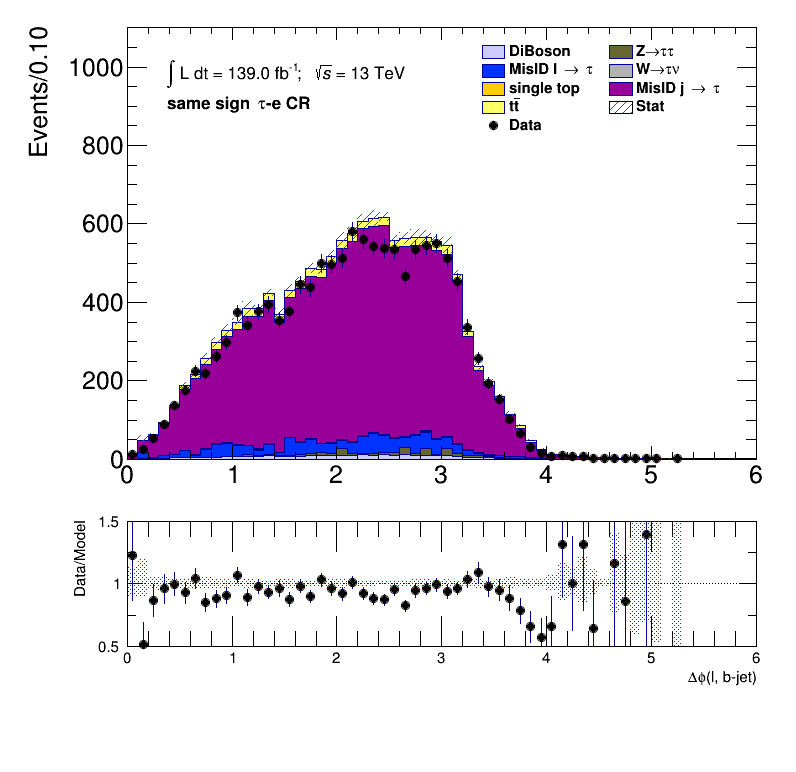 Events/0.10
1000
800
600
400
200
0
∫ L dt = 139.0 fb⁻¹; √s = 13 TeV
same sign τ-e CR
DiBoson
MisID l → τ
single top
tt̄
Data
Z→ττ
W→τν
MisID j → τ
Stat
0 1 2 3 4 5 6
Data/Model
1.5
1
0.5
0 1 2 3 4 5 6
Δϕ(l, b-jet)